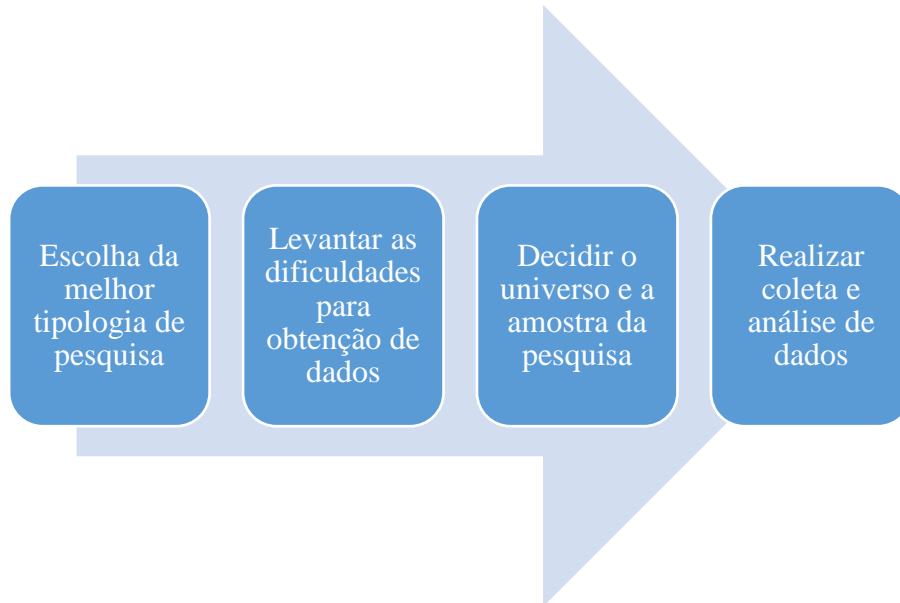 Escolha da
melhor
tipologia de
pesquisa
Levantar as
dificuldades
para
obtenção de
dados
Decidir o
universo e a
amostra da
pesquisa
Realizar
coleta e
análise de
dados